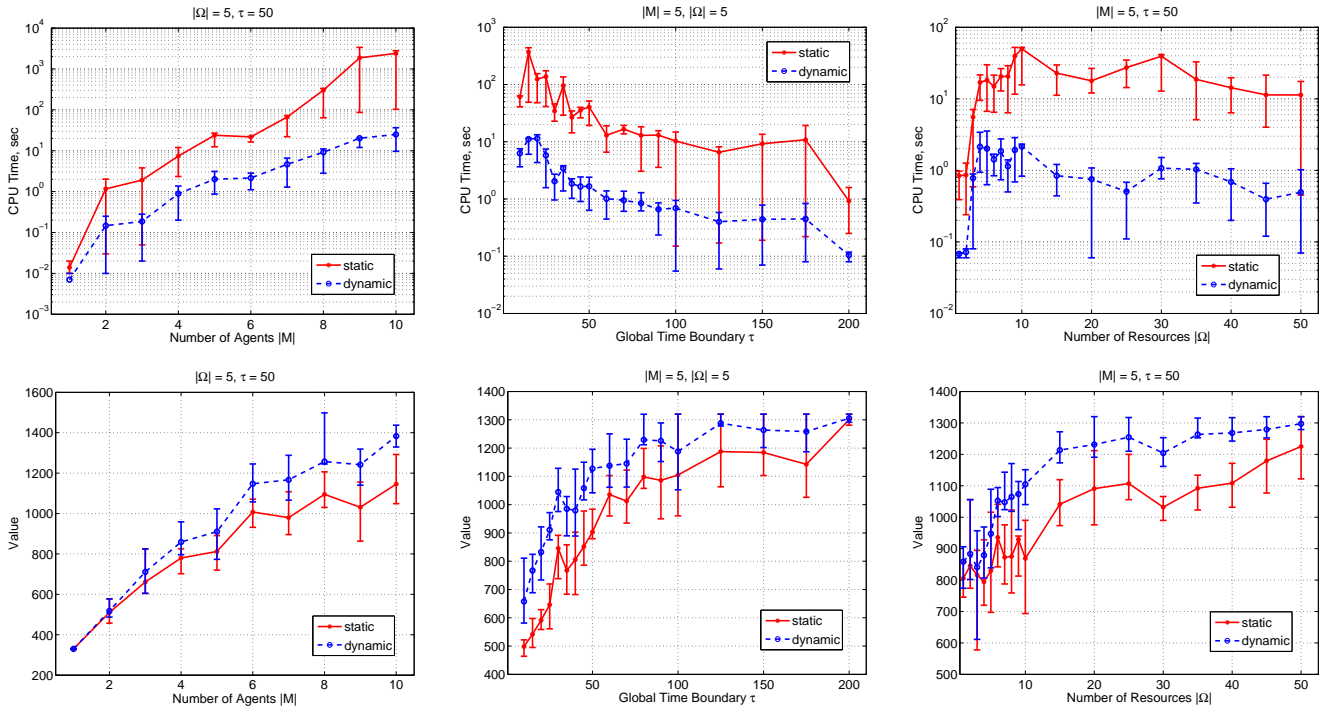 |Ω| = 5, τ = 50
CPU Time, sec
10^4
10^3
10^2
10^1
10^0
10^−1
10^−2
10^−3
2 4 6 8 10
Number of Agents |M|
static
dynamic
|M| = 5, |Ω| = 5
CPU Time, sec
10^3
10^2
10^1
10^0
10^−1
10^−2
50 100 150 200
Global Time Boundary τ
static
dynamic
|M| = 5, τ = 50
CPU Time, sec
10^2
10^1
10^0
10^−1
10^−2
10 20 30 40 50
Number of Resources |Ω|
static
dynamic
|Ω| = 5, τ = 50
Value
1600
1400
1200
1000
800
600
400
200
2 4 6 8 10
Number of Agents |M|
static
dynamic
|M| = 5, |Ω| = 5
Value
1400
1300
1200
1100
1000
900
800
700
600
500
400
50 100 150 200
Global Time Boundary τ
static
dynamic
|M| = 5, τ = 50
Value
1400
1300
1200
1100
1000
900
800
700
600
500
10 20 30 40 50
Number of Resources |Ω|
static
dynamic